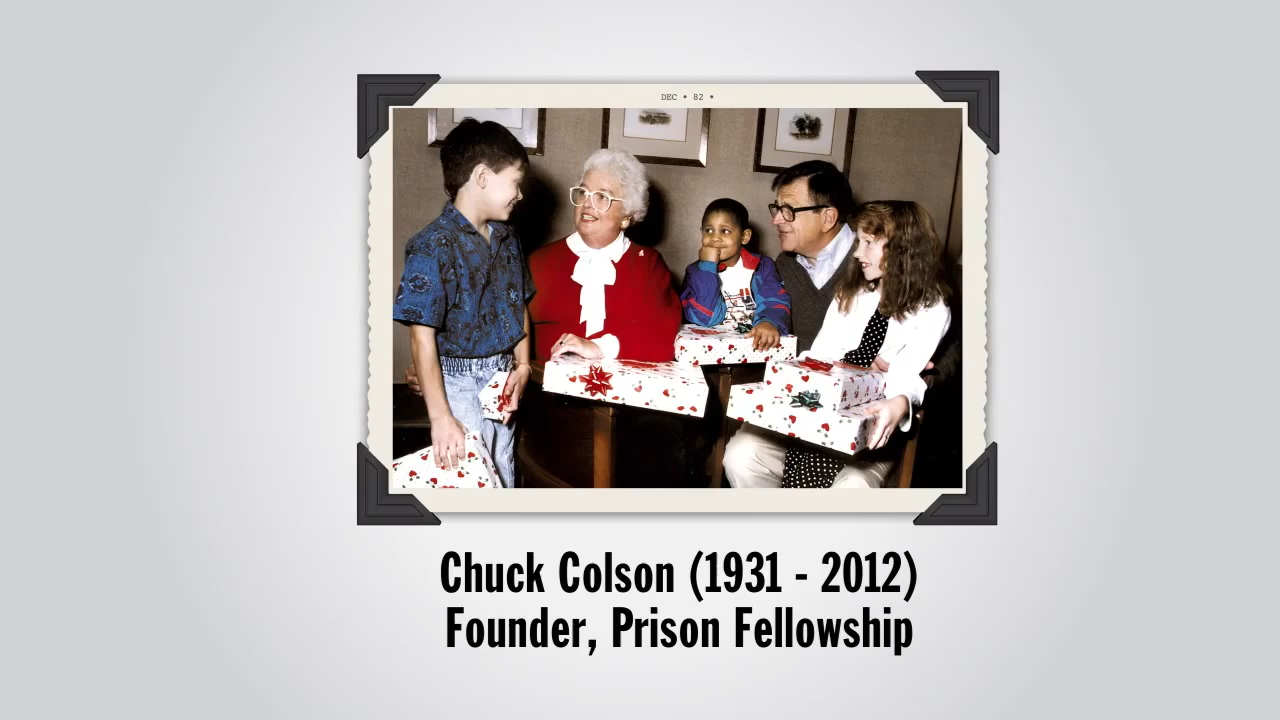 DEC • 82 •
Chuck Colson (1931 - 2012)
Founder, Prison Fellowship